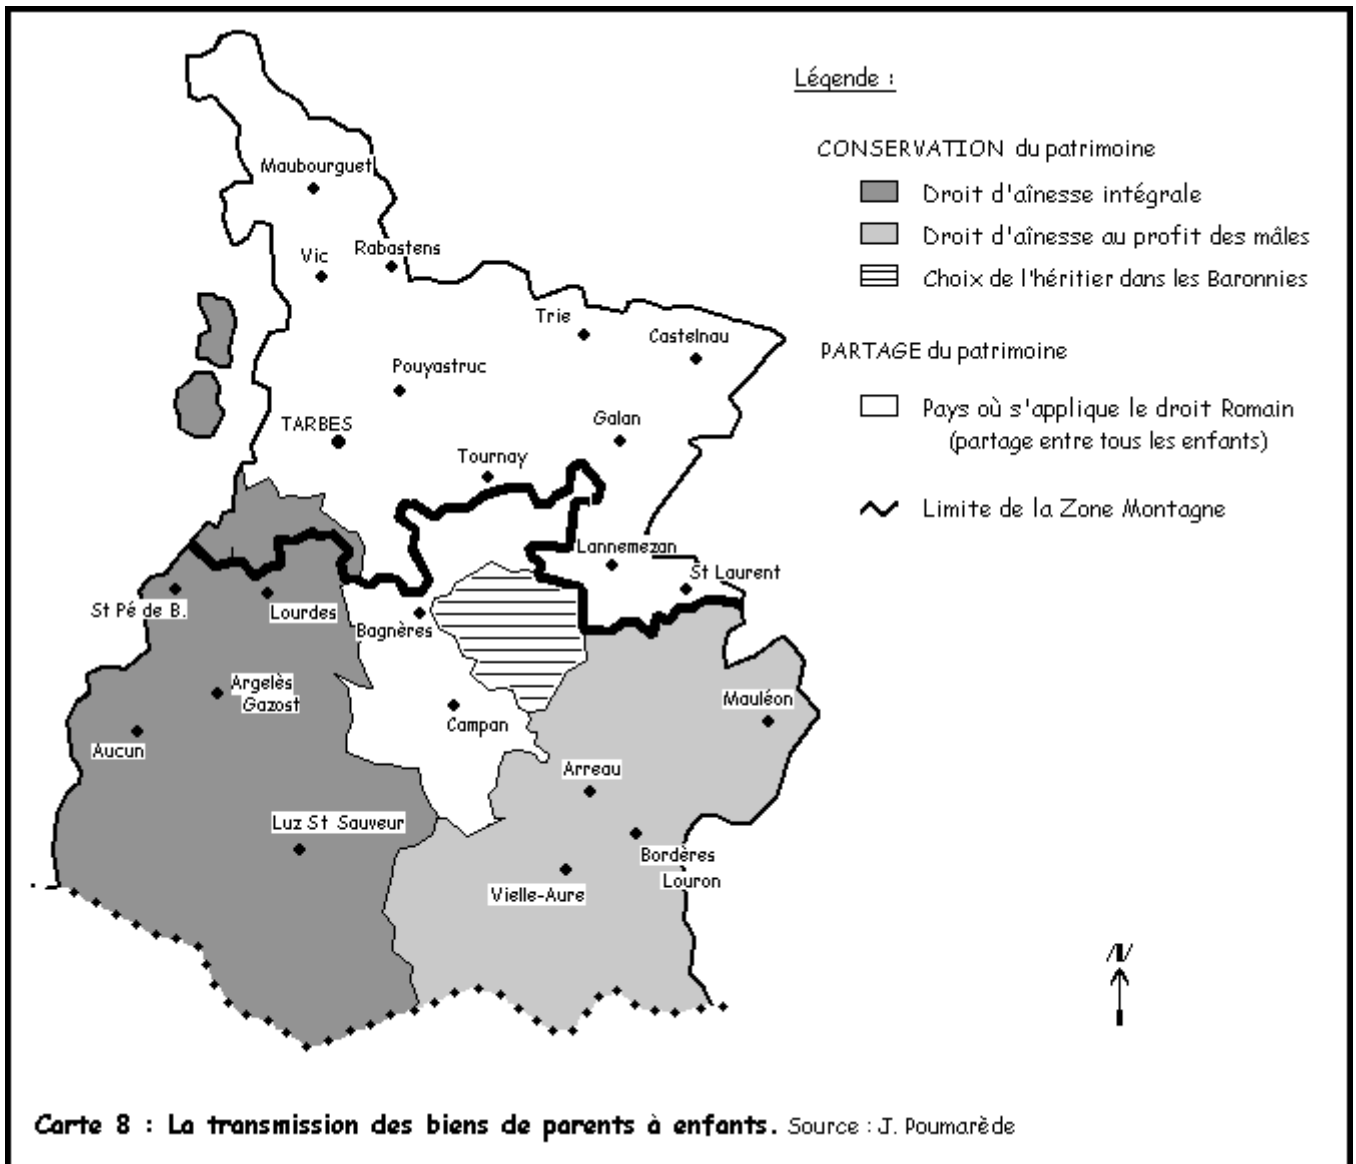 Légende :
CONSERVATION du patrimoine
Droit d'aînesse intégrale
Droit d'aînesse au profit des mâles
Choix de l'héritier dans les Baronnies
PARTAGE du patrimoine
Pays où s'applique le droit Romain
(partage entre tous les enfants)
Limite de la Zone Montagne
Maubourguet
Vic
Rabastens
Trie
Castelnau
Pouyastruc
TARBES
Galan
Tournay
Lannemezan
St Laurent
St Pé de B.
Lourdes
Bagnères
Argelès
Gazost
Mauléon
Campan
Aucun
Arreau
Luz St Sauveur
Bordères
Louron
Vielle-Aure
N
Carte 8 : La transmission des biens de parents à enfants. Source : J. Poumarède